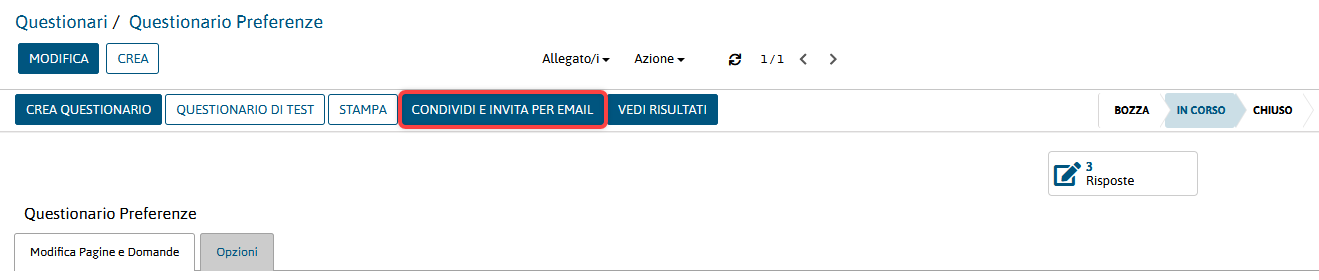 Questionari / Questionario Preferenze
MODIFICA CREA Allegato/i Azione 1/1
CREA QUESTIONARIO QUESTIONARIO DI TEST STAMPA CONDIVIDI E INVITA PER EMAIL VEDI RISULTATI BOZZA IN CORSO CHIUSO
3
Risposte
Questionario Preferenze
Modifica Pagine e Domande Opzioni